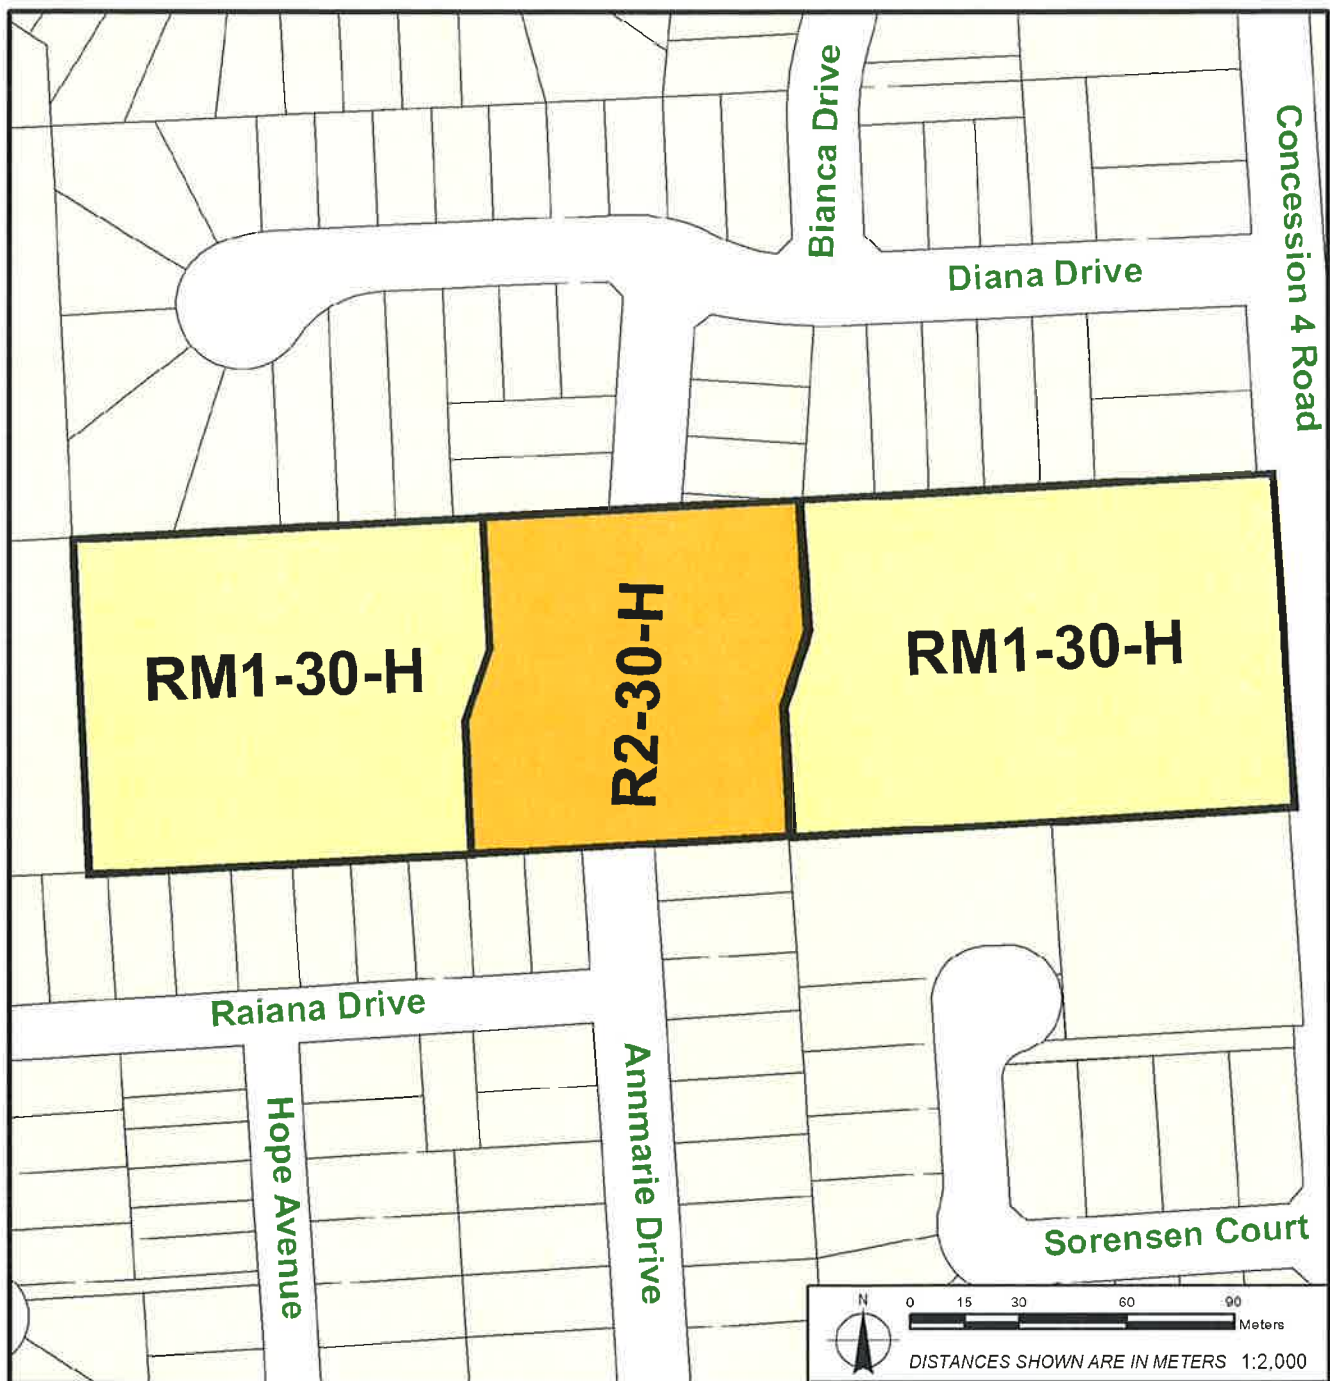 Bianca Drive
Concession 4 Road
Diana Drive
RM1-30-H
R2-30-H
RM1-30-H
Raiana Drive
Hope Avenue
Annmarie Drive
Sorensen Court
N
0 15 30 60 90
Meters
DISTANCES SHOWN ARE IN METERS 1:2,000